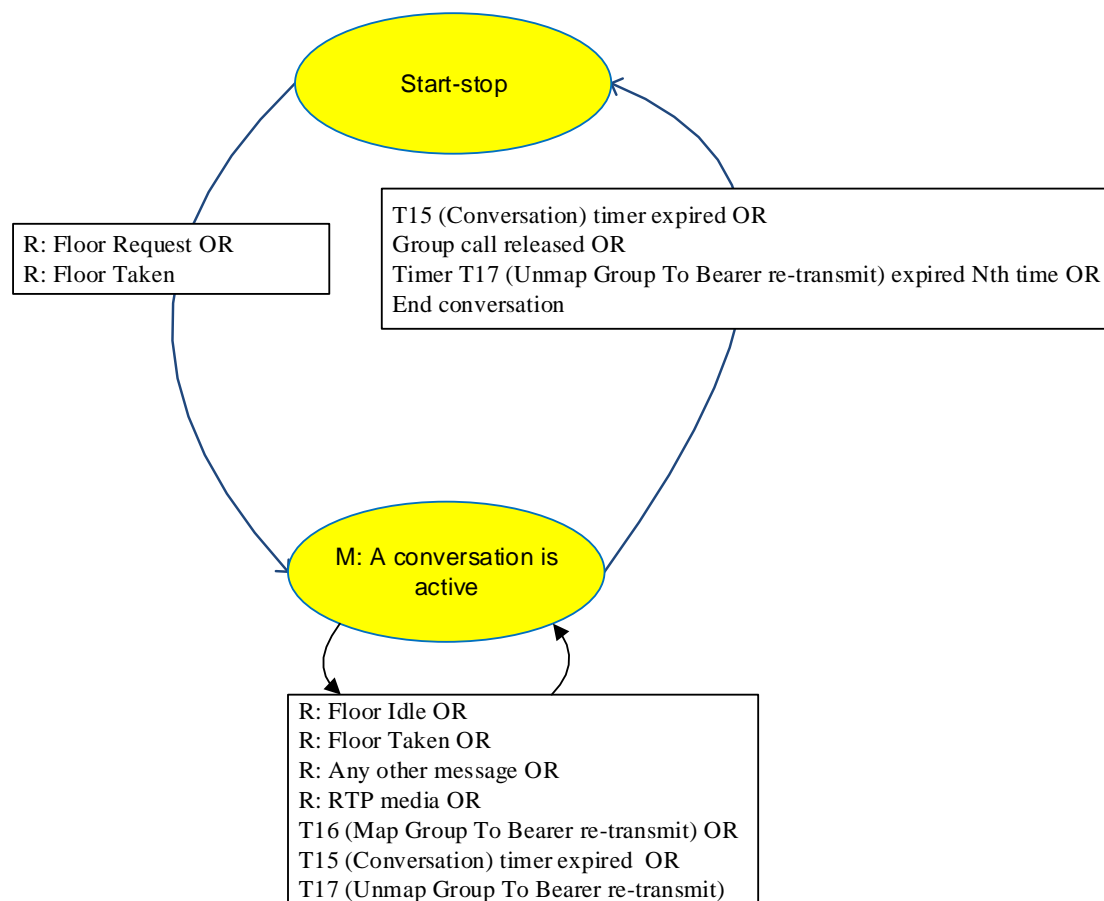 Start-stop
R: Floor Request OR
R: Floor Taken
T15 (Conversation) timer expired OR
Group call released OR
Timer T17 (Unmap Group To Bearer re-transmit) expired Nth time OR
End conversation
M: A conversation is
active
R: Floor Idle OR
R: Floor Taken OR
R: Any other message OR
R: RTP media OR
T16 (Map Group To Bearer re-transmit) OR
T15 (Conversation) timer expired  OR
T17 (Unmap Group To Bearer re-transmit)